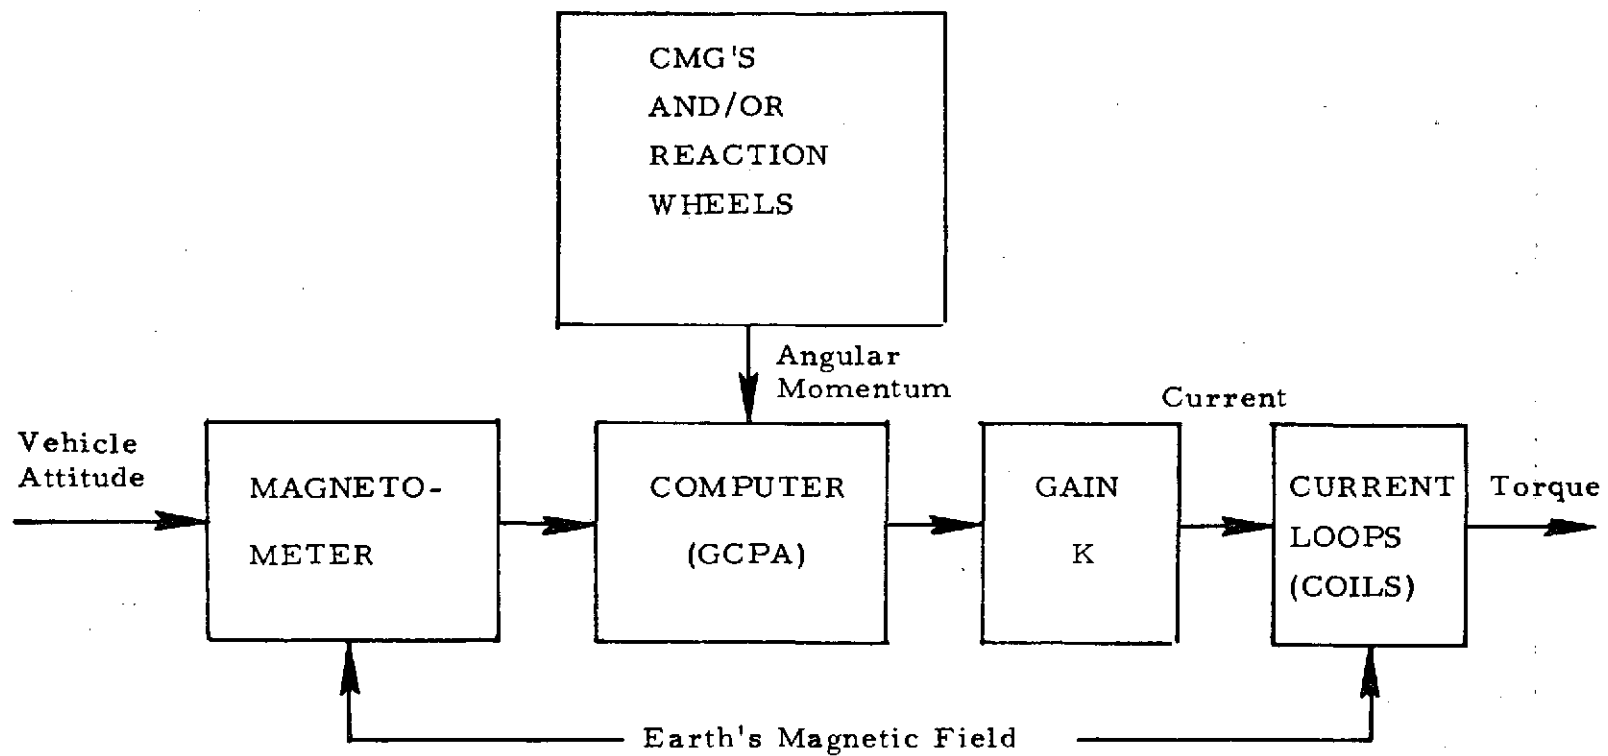 CMG'S
AND/OR
REACTION
WHEELS
Angular
Momentum
Current
Vehicle
Attitude
MAGNETO-
METER
COMPUTER
(GCPA)
GAIN
K
CURRENT
LOOPS
(COILS)
Torque
Earth's Magnetic Field